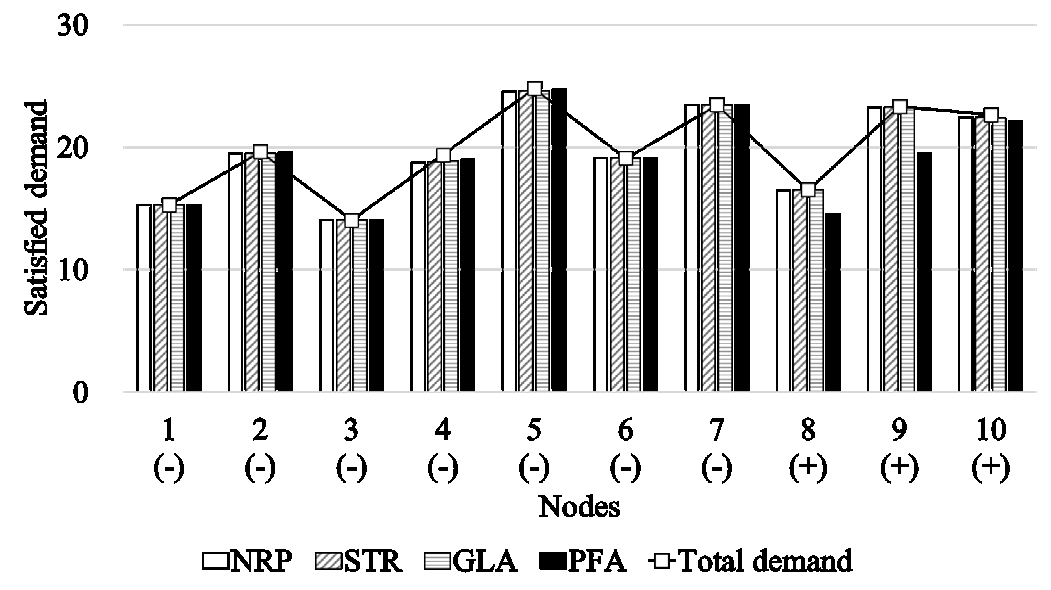 30
20
10
0
Satisfied demand
1 2 3 4 5 6 7 8 9 10
(-) (-) (-) (-) (-) (-) (-) (+) (+) (+)
Nodes
NRP STR GLA PFA Total demand